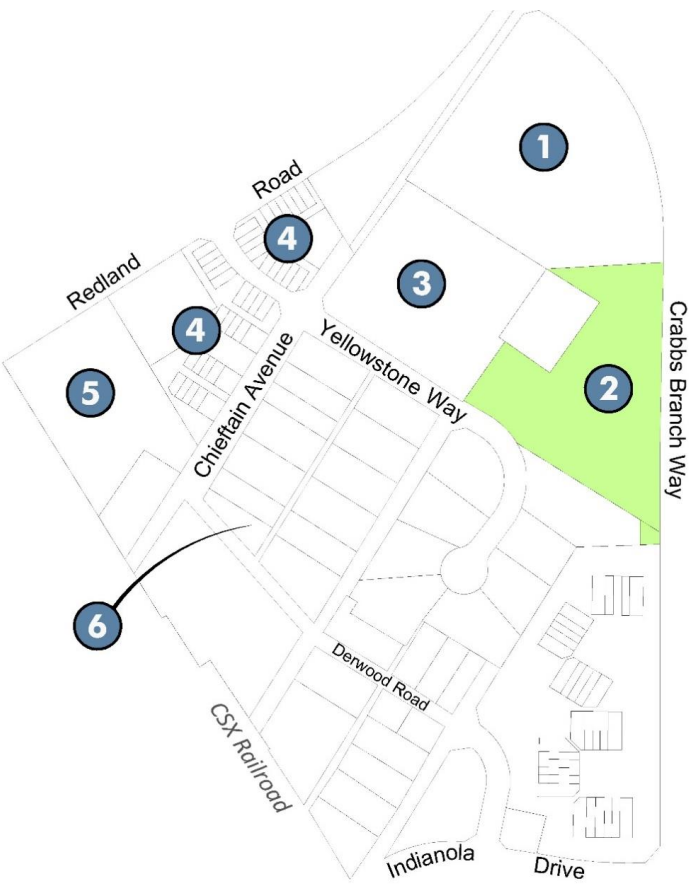 1
Road
4
3
Redland
4
Yellowstone Way
Crabbs Branch Way
2
5
Chieftain Avenue
6
Derwood Road
CSX Railroad
Indianola
Drive